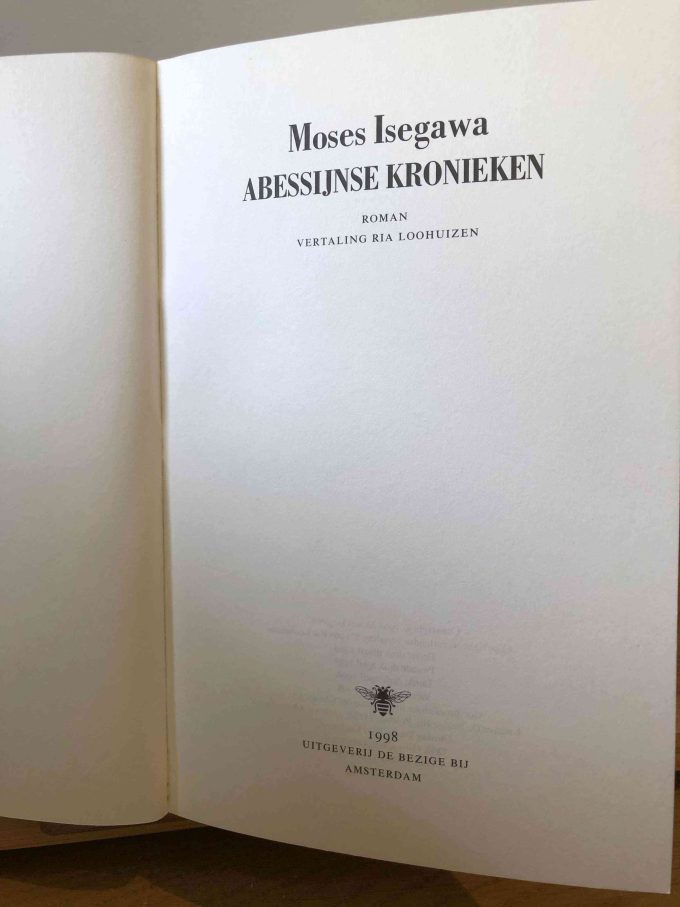 Moses Isegawa
ABESSIJNSE KRONIEKEN
ROMAN
VERTALING RIA LOOHUIZEN
1998
UITGEVERIJ DE BEZIGE BIJ
AMSTERDAM